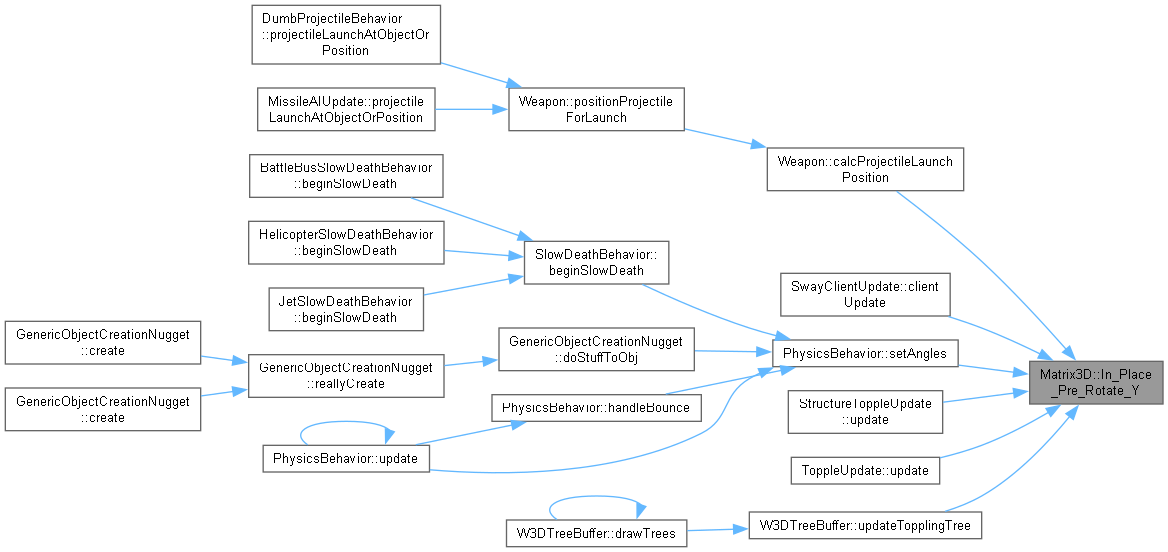 DumbProjectileBehavior
::projectileLaunchAtObjectOr
Position
MissileAIUpdate::projectile
LaunchAtObjectOrPosition
Weapon::positionProjectile
ForLaunch
Weapon::calcProjectileLaunch
Position
BattleBusSlowDeathBehavior
::beginSlowDeath
HelicopterSlowDeathBehavior
::beginSlowDeath
JetSlowDeathBehavior
::beginSlowDeath
SlowDeathBehavior::
beginSlowDeath
SwayClientUpdate::client
Update
GenericObjectCreationNugget
::create
GenericObjectCreationNugget
::create
GenericObjectCreationNugget
::reallyCreate
GenericObjectCreationNugget
::doStuffToObj
PhysicsBehavior::setAngles
Matrix3D::In_Place
_Pre_Rotate_Y
PhysicsBehavior::handleBounce
StructureToppleUpdate
::update
PhysicsBehavior::update
ToppleUpdate::update
W3DTreeBuffer::drawTrees
W3DTreeBuffer::updateTopplingTree